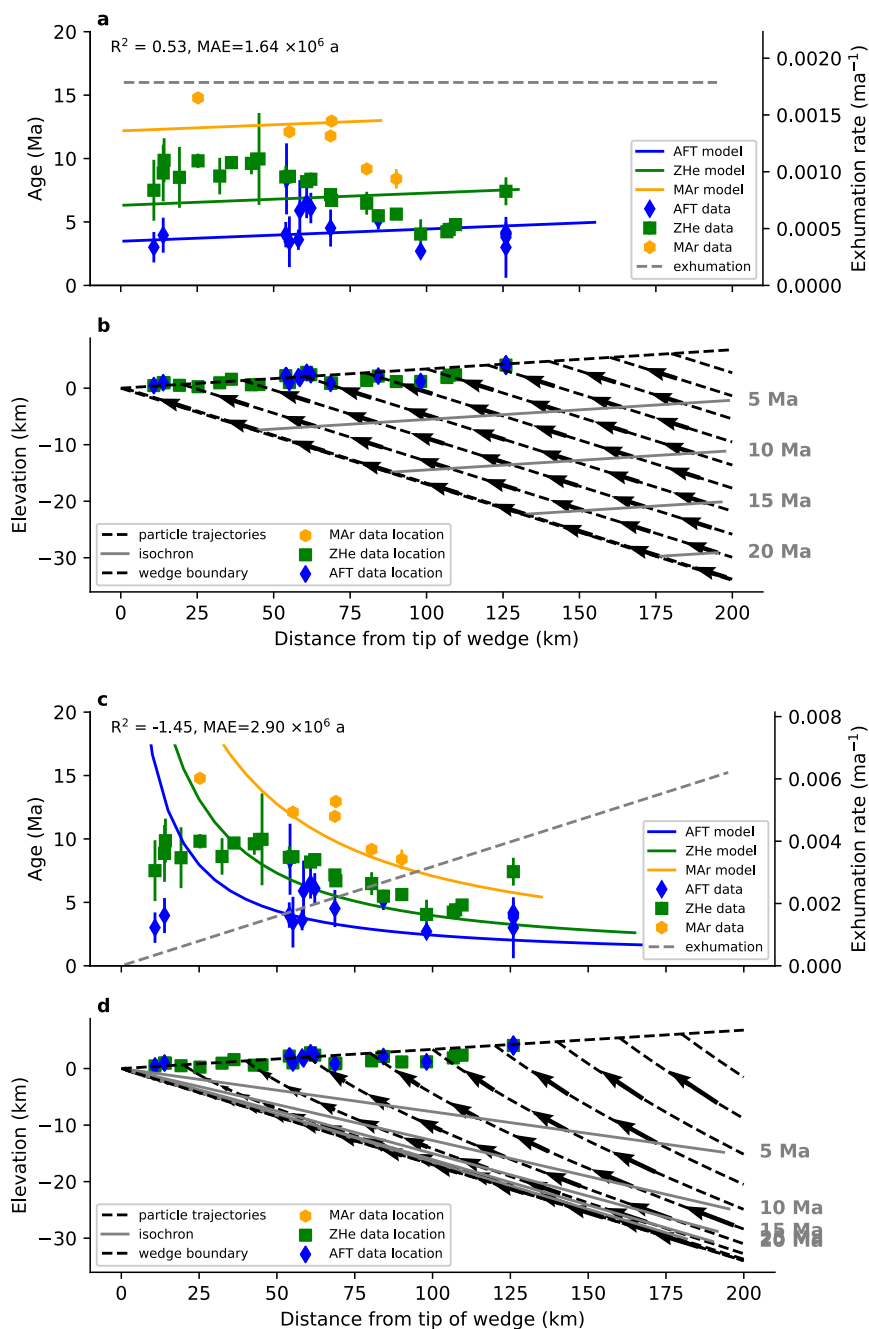 a
R² = 0.53, MAE=1.64 ×10⁶ a
Age (Ma)
20
15
10
5
0
0.0020
0.0015
0.0010
0.0005
0.0000
Exhumation rate (ma⁻¹)
AFT model
ZHe model
MAr model
AFT data
ZHe data
MAr data
exhumation
b
Elevation (km)
0
−10
−20
−30
5 Ma
10 Ma
15 Ma
20 Ma
particle trajectories
isochron
wedge boundary
MAr data location
ZHe data location
AFT data location
0 25 50 75 100 125 150 175 200
Distance from tip of wedge (km)
c
R² = -1.45, MAE=2.90 ×10⁶ a
Age (Ma)
20
15
10
5
0
0.008
0.006
0.004
0.002
0.000
Exhumation rate (ma⁻¹)
AFT model
ZHe model
MAr model
AFT data
ZHe data
MAr data
exhumation
d
Elevation (km)
0
−10
−20
−30
5 Ma
10 Ma
15 Ma
20 Ma
particle trajectories
isochron
wedge boundary
MAr data location
ZHe data location
AFT data location
0 25 50 75 100 125 150 175 200
Distance from tip of wedge (km)